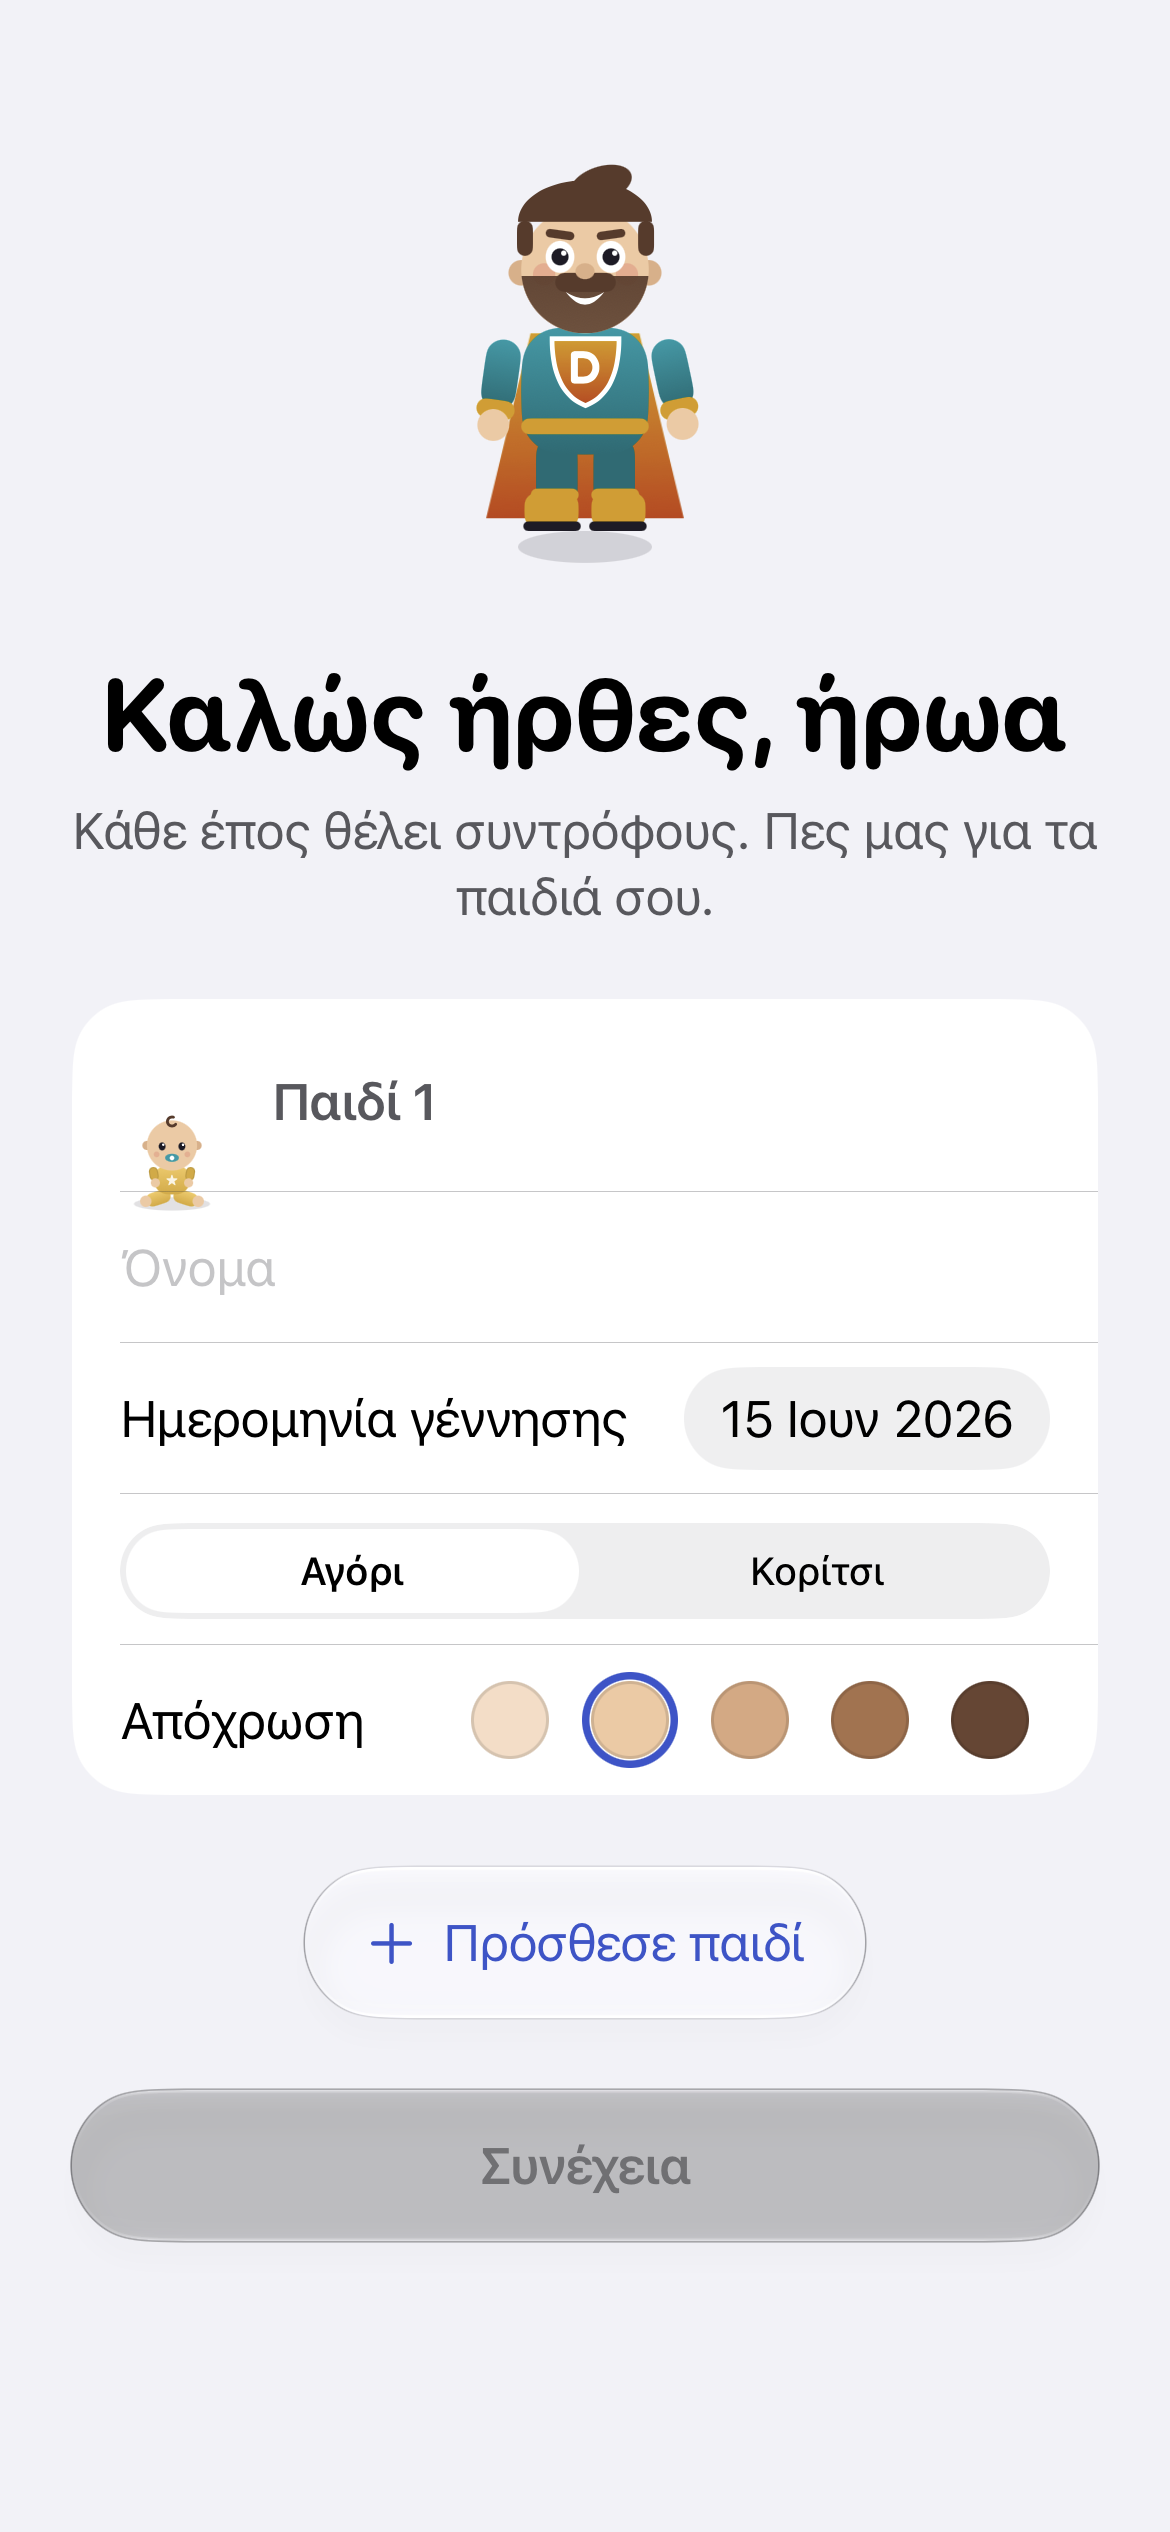 D
Καλώς ήρθες, ήρωα
Κάθε έπος θέλει συντρόφους. Πες μας για τα
παιδιά σου.
Παιδί 1
Όνομα
Ημερομηνία γέννησης 15 Ιουν 2026
Αγόρι Κορίτσι
Απόχρωση
+ Πρόσθεσε παιδί
Συνέχεια